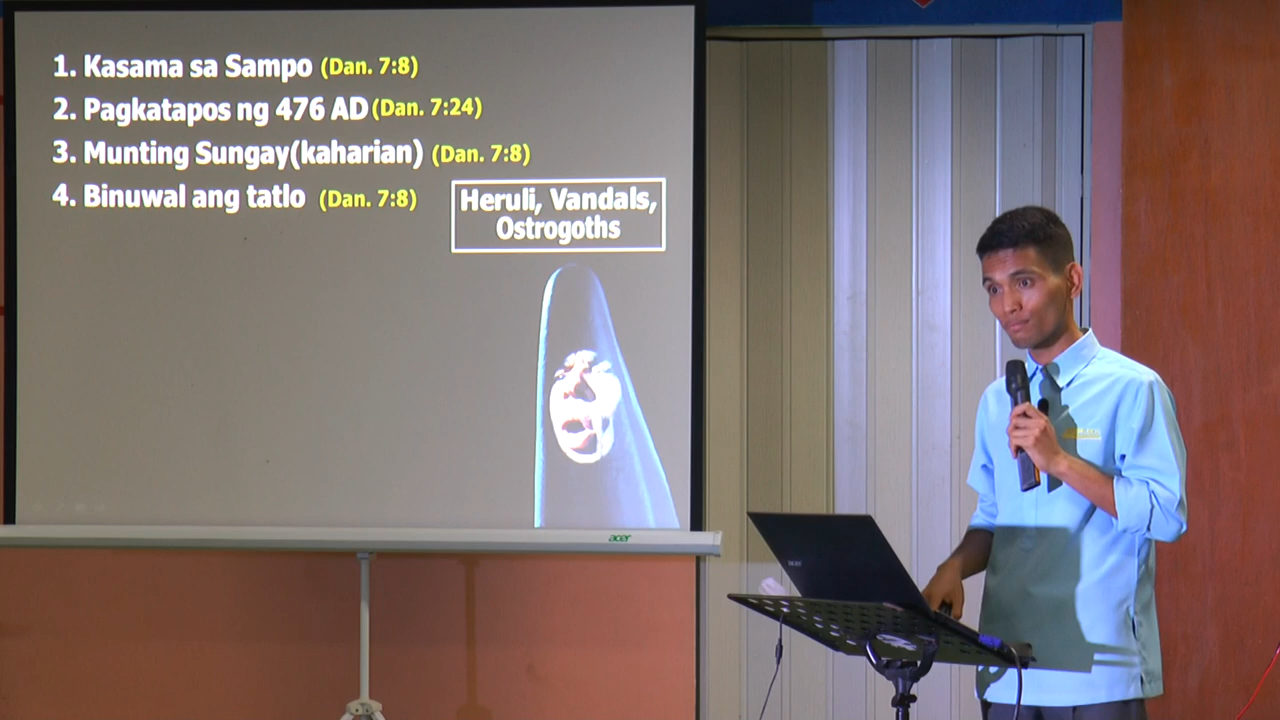 1. Kasama sa Sampo (Dan. 7:8)
2. Pagkatapos ng 476 AD (Dan. 7:24)
3. Munting Sungay(kaharian) (Dan. 7:8)
4. Binuwal ang tatlo (Dan. 7:8)
Heruli, Vandals,
Ostrogoths
acer